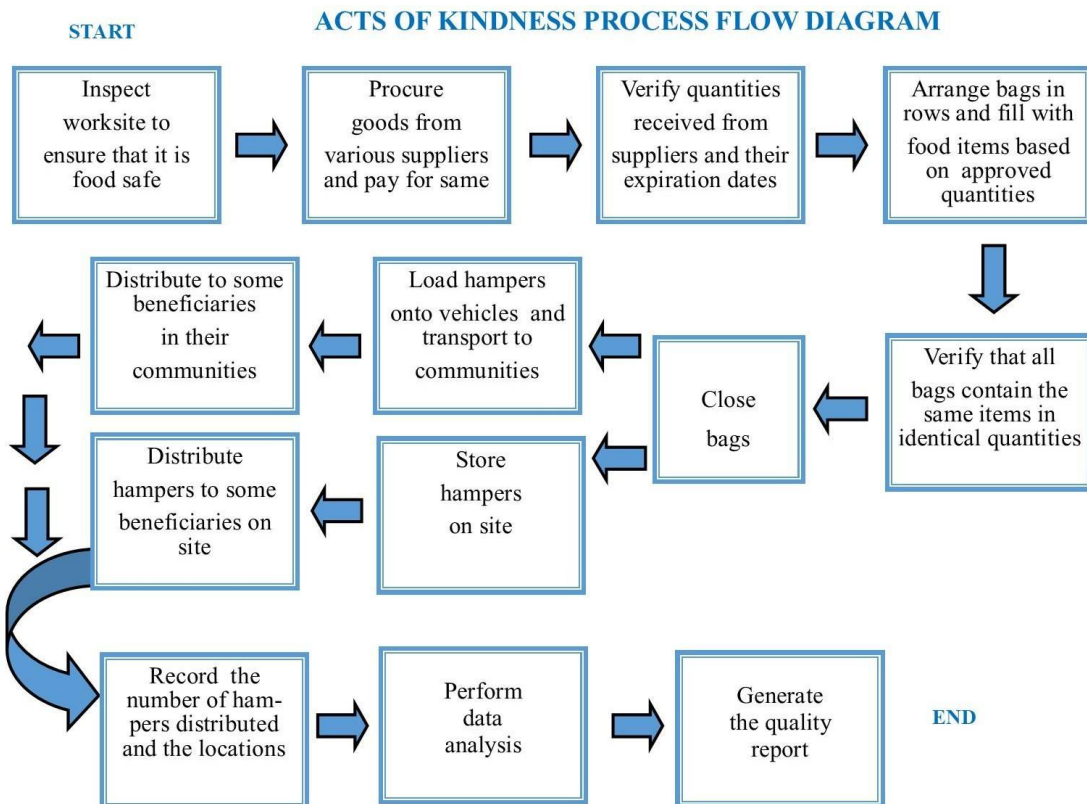 ACTS OF KINDNESS PROCESS FLOW DIAGRAM
START
Inspect
worksite to
ensure that it is
food safe
Procure
goods from
various suppliers
and pay for same
Verify quantities
received from
suppliers and their
expiration dates
Arrange bags in
rows and fill with
food items based
on approved
quantities
Verify that all
bags contain the
same items in
identical quantities
Close
bags
Load hampers
onto vehicles and
transport to
communities
Distribute to some
beneficiaries
in their
communities
Store
hampers
on site
Distribute
hampers to some
beneficiaries on
site
Record the
number of ham-
pers distributed
and the locations
Perform
data
analysis
Generate
the quality
report
END